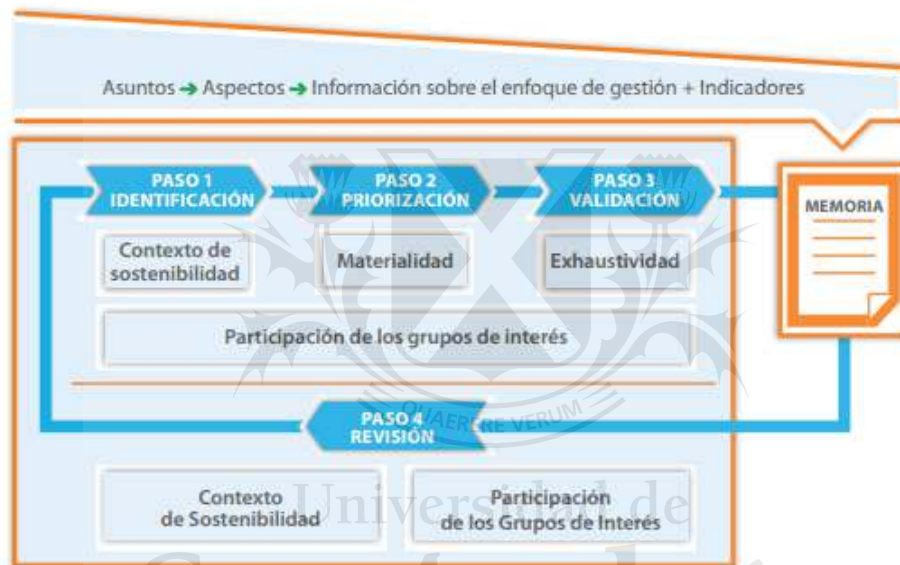 Asuntos ➔ Aspectos ➔ Información sobre el enfoque de gestión + Indicadores
PASO 1
IDENTIFICACIÓN
PASO 2
PRIORIZACIÓN
PASO 3
VALIDACIÓN
MEMORIA
Contexto de
sostenibilidad
Materialidad
Exhaustividad
Participación de los grupos de interés
QUAERERE VERUM
PASO 4
REVISIÓN
Contexto
de Sostenibilidad
Participación
de los Grupos de Interés
Universidad de